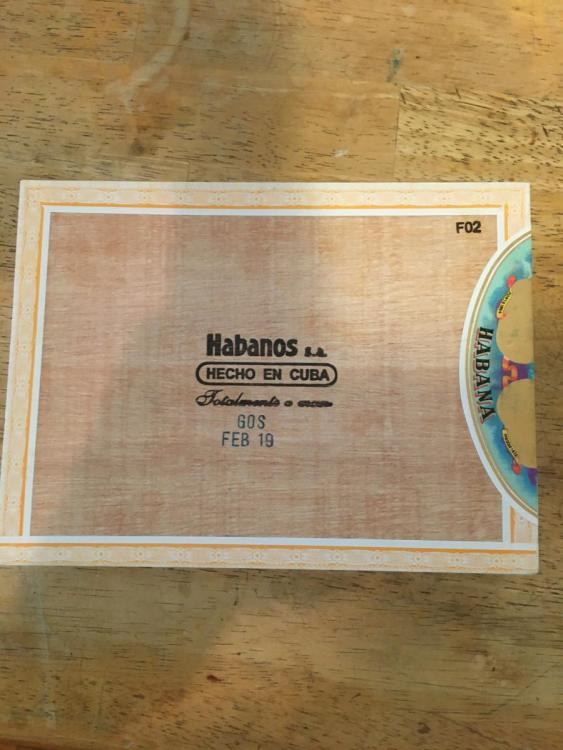 F02
HABANA
Habanos s.a.
HECHO EN CUBA
Totalmente a mano
GOS
FEB 19